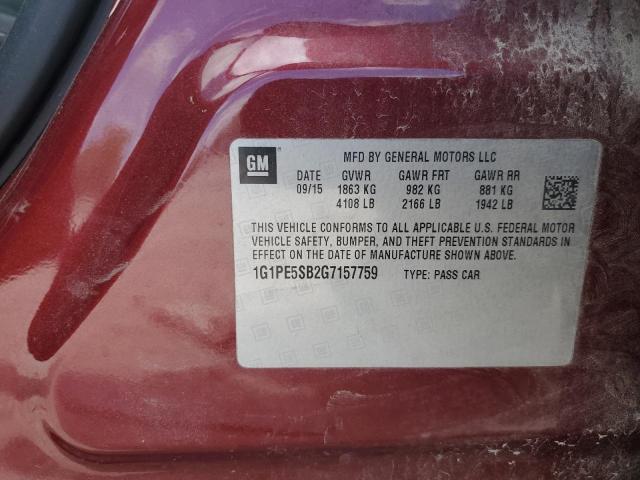 GM MFD BY GENERAL MOTORS LLC
DATE GVWR GAWR FRT GAWR RR
09/15 1863 KG 982 KG 881 KG
4108 LB 2166 LB 1942 LB
THIS VEHICLE CONFORMS TO ALL APPLICABLE U.S. FEDERAL MOTOR
VEHICLE SAFETY, BUMPER, AND THEFT PREVENTION STANDARDS IN
EFFECT ON THE DATE OF MANUFACTURE SHOWN ABOVE.
1G1PE5SB2G7157759 TYPE: PASS CAR